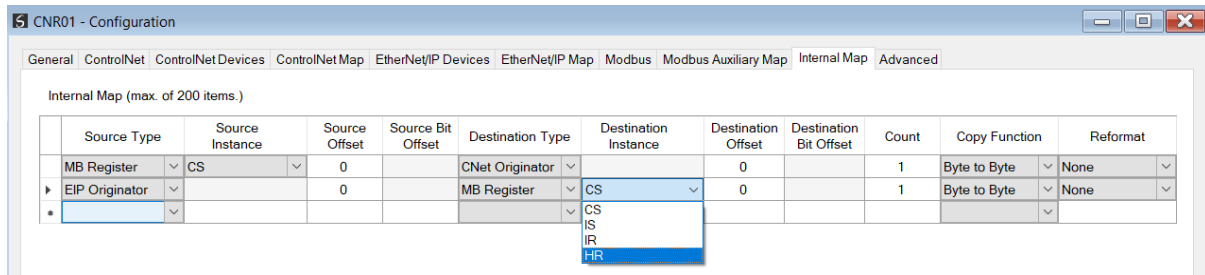 CNR01 - Configuration
General ControlNet ControlNet Devices ControlNet Map EtherNet/IP Devices EtherNet/IP Map Modbus Modbus Auxiliary Map Internal Map Advanced
Internal Map (max. of 200 items.)
Source Type Source Instance Source Offset Source Bit Offset Destination Type Destination Instance Destination Offset Destination Bit Offset Count Copy Function Reformat
MB Register CS 0 CNet Originator 0 1 Byte to Byte None
EIP Originator 0 MB Register CS 0 1 Byte to Byte None
CS
IS
IR
HR